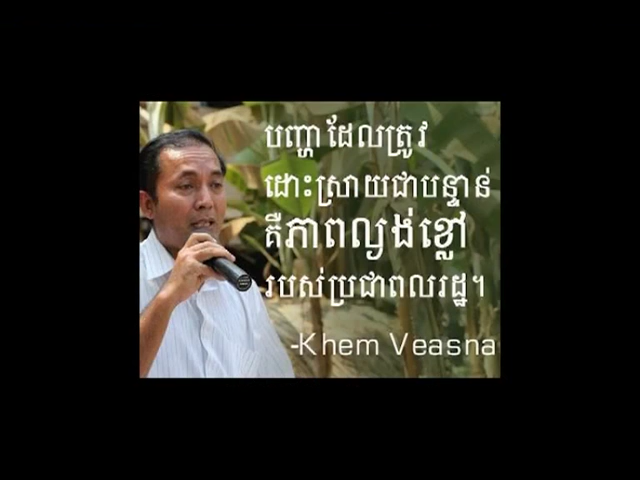 បញ្ហា ដែលត្រូវ
ដោះស្រាយជាបន្ទាន់
គឺភាពល្ងង់ខ្លៅ
របស់ប្រជាពលរដ្ឋ។
-Khem Veasna